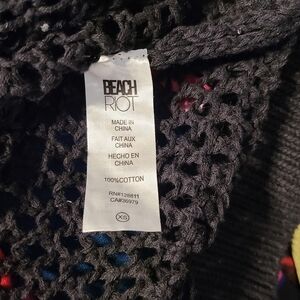 BEACH
RIOT
MADE IN
CHINA
FAIT AUX
CHINA
HECHO EN
CHINA
100%COTTON
RN#128611
CA#36979
XS